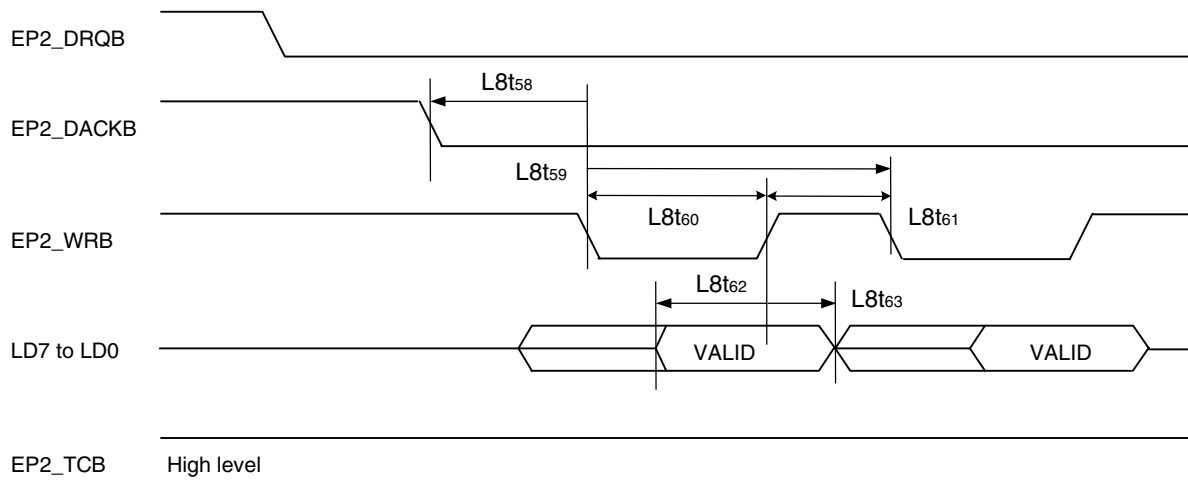 EP2_DRQB
L8t58
EP2_DACKB
L8t59
L8t60
L8t61
EP2_WRB
L8t62
L8t63
LD7 to LD0
VALID
VALID
EP2_TCB
High level